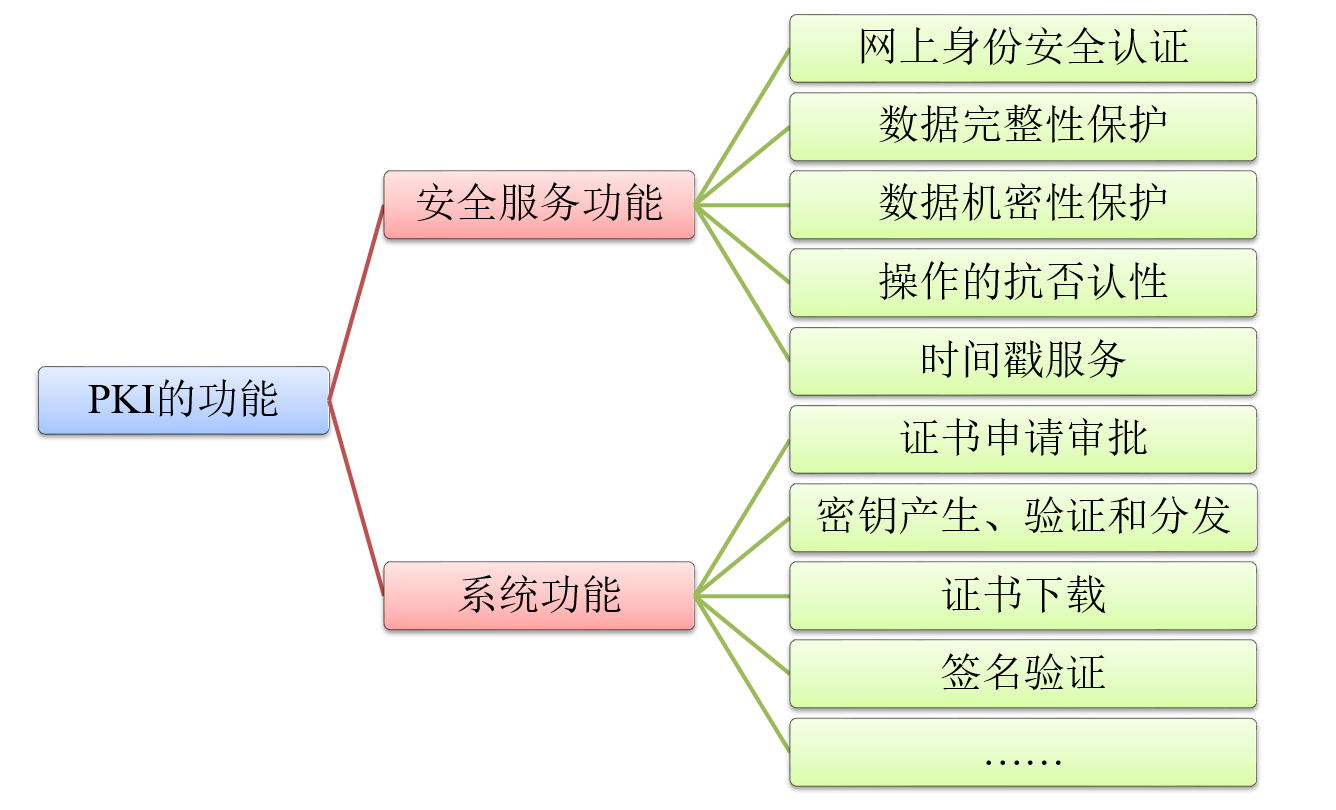 PKI的功能
安全服务功能
网上身份安全认证
数据完整性保护
数据机密性保护
操作的抗否认性
时间戳服务
系统功能
证书申请审批
密钥产生、验证和分发
证书下载
签名验证
……